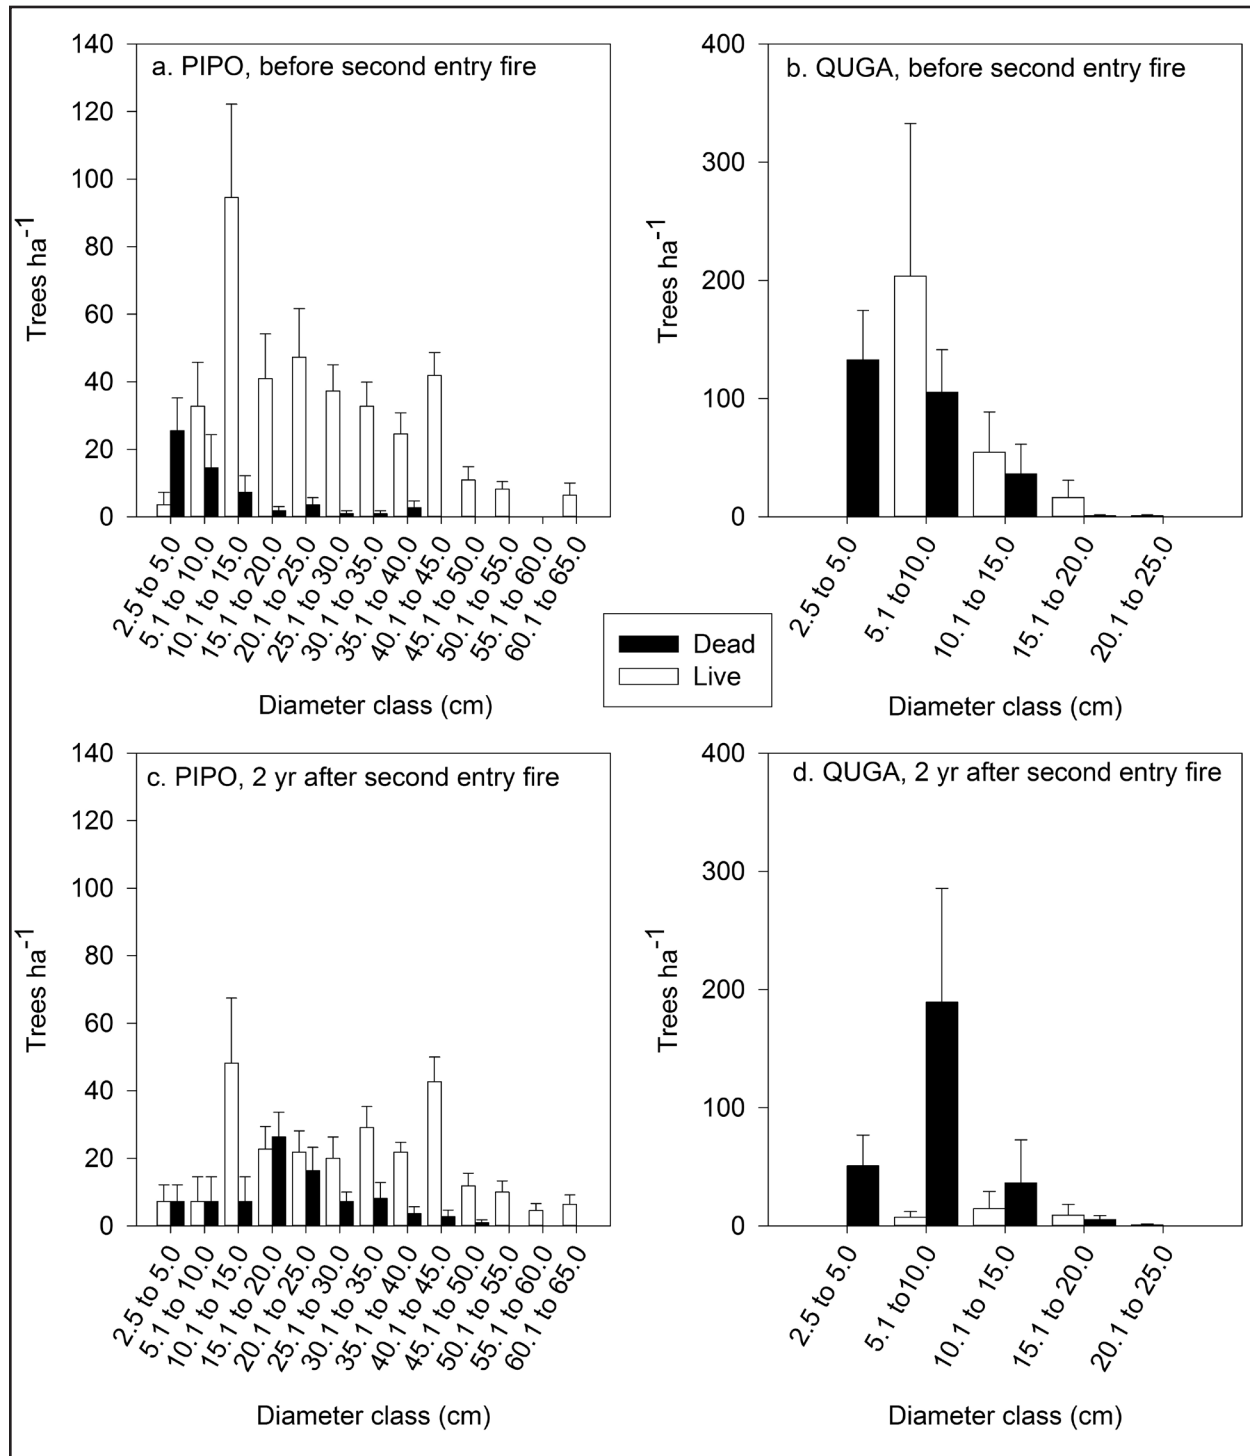 a. PIPO, before second entry fire
140
120
100
80
60
40
20
0
Trees ha-1
2.5 to 5.0
5.1 to 10.0
10.1 to 15.0
15.1 to 20.0
20.1 to 25.0
25.1 to 30.0
30.1 to 35.0
35.1 to 40.0
40.1 to 45.0
45.1 to 50.0
50.1 to 55.0
55.1 to 60.0
60.1 to 65.0
Diameter class (cm)
b. QUGA, before second entry fire
400
300
200
100
0
Trees ha-1
2.5 to 5.0
5.1 to10.0
10.1 to 15.0
15.1 to 20.0
20.1 to 25.0
Diameter class (cm)
Dead
Live
c. PIPO, 2 yr after second entry fire
140
120
100
80
60
40
20
0
Trees ha-1
2.5 to 5.0
5.1 to 10.0
10.1 to 15.0
15.1 to 20.0
20.1 to 25.0
25.1 to 30.0
30.1 to 35.0
35.1 to 40.0
40.1 to 45.0
45.1 to 50.0
50.1 to 55.0
55.1 to 60.0
60.1 to 65.0
Diameter class (cm)
d. QUGA, 2 yr after second entry fire
400
300
200
100
0
Trees ha-1
2.5 to 5.0
5.1 to10.0
10.1 to 15.0
15.1 to 20.0
20.1 to 25.0
Diameter class (cm)